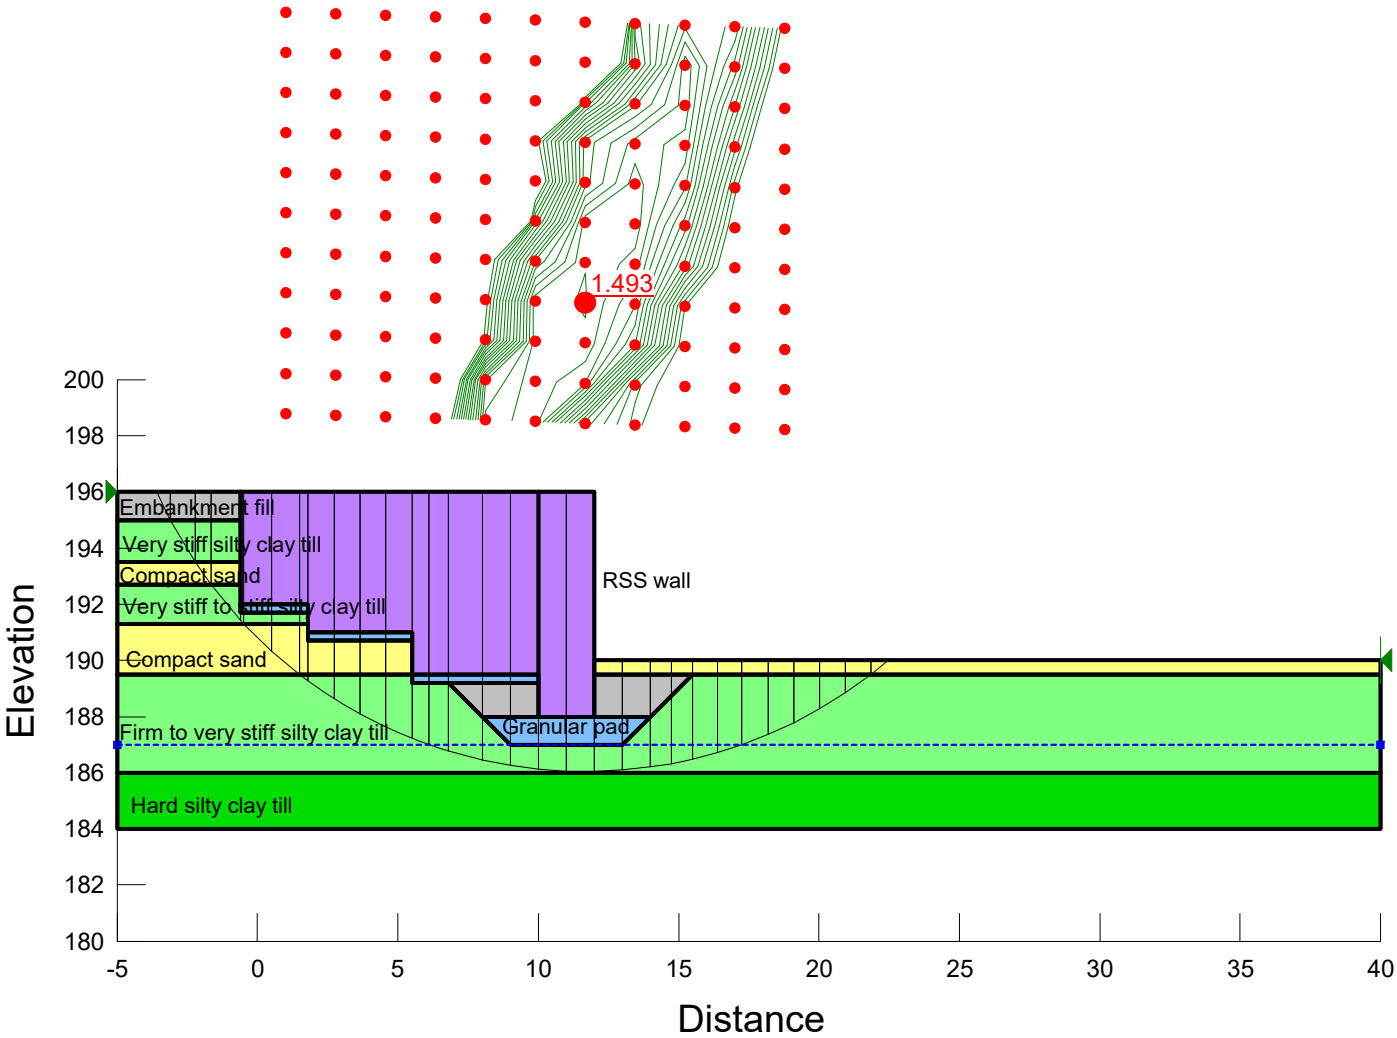 1.493
200
198
196
Embankment fill
194
Very stiff silty clay till
Compact sand
RSS wall
192
Very stiff to stiff silty clay till
190
Compact sand
188
Firm to very stiff silty clay till
Granular pad
186
Hard silty clay till
184
182
180
Elevation
-5 0 5 10 15 20 25 30 35 40
Distance